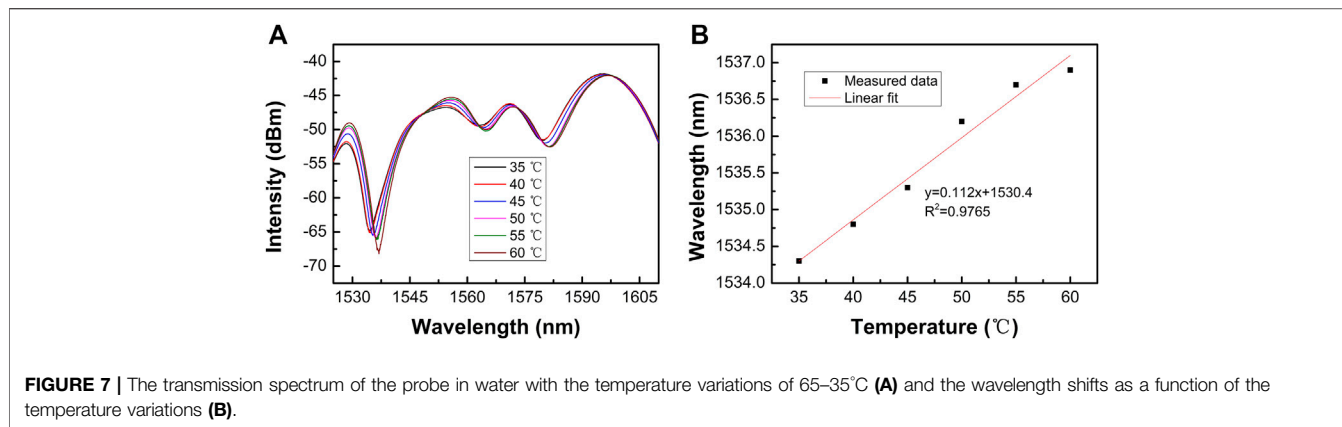 A
Intensity (dBm)
-40
-45
-50
-55
-60
-65
-70
35 ℃
40 ℃
45 ℃
50 ℃
55 ℃
60 ℃
1530 1545 1560 1575 1590 1605
Wavelength (nm)
B
Wavelength (nm)
1537.0
1536.5
1536.0
1535.5
1535.0
1534.5
1534.0
Measured data
Linear fit
y=0.112x+1530.4
R²=0.9765
35 40 45 50 55 60
Temperature (℃)
FIGURE 7 | The transmission spectrum of the probe in water with the temperature variations of 65–35°C (A) and the wavelength shifts as a function of the
temperature variations (B).